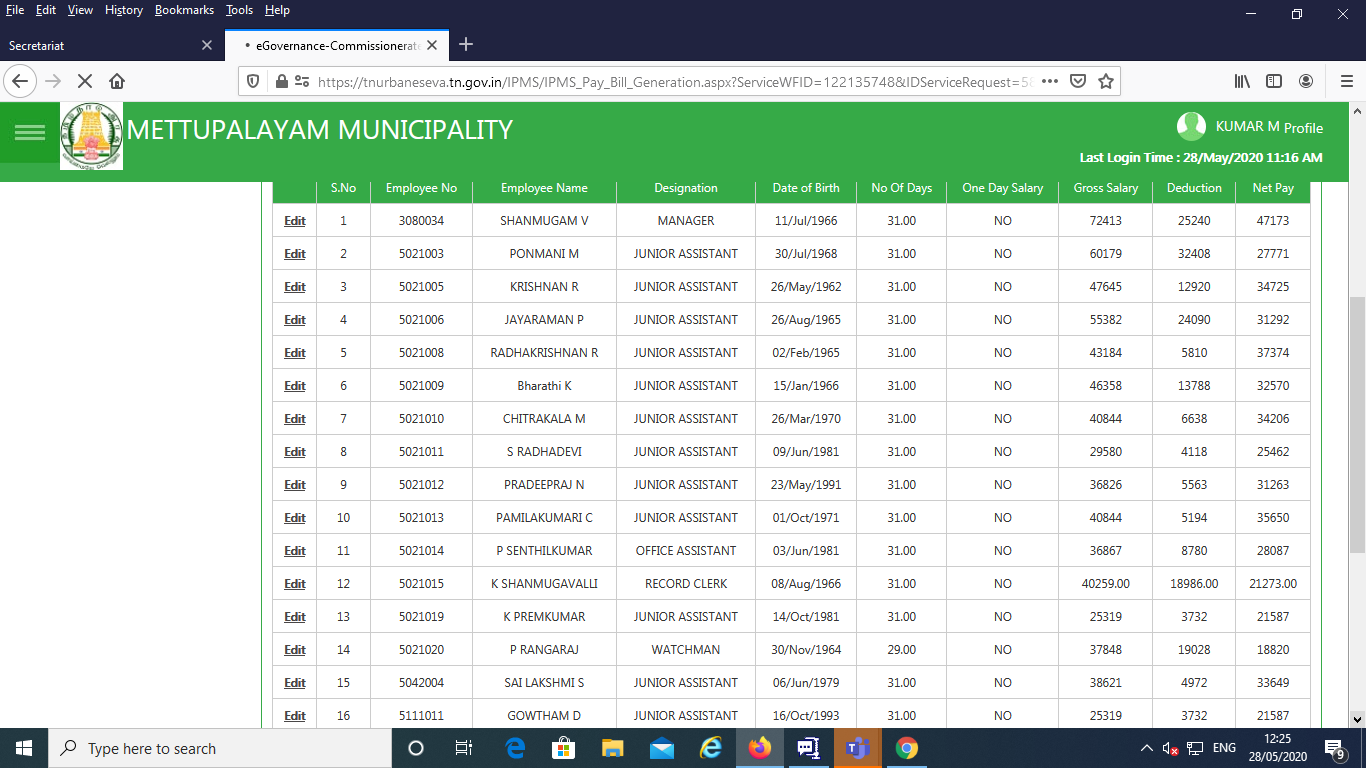 File Edit View History Bookmarks Tools Help
Secretariat eGovernance-Commissionerate
https://tnurbaneseva.tn.gov.in/IPMS/IPMS_Pay_Bill_Generation.aspx?ServiceWFID=122135748&IDServiceRequest=58
METTUPALAYAM MUNICIPALITY
KUMAR M Profile
Last Login Time : 28/May/2020 11:16 AM
S.No Employee No Employee Name Designation Date of Birth No Of Days One Day Salary Gross Salary Deduction Net Pay
Edit 1 3080034 SHANMUGAM V MANAGER 11/Jul/1966 31.00 NO 72413 25240 47173
Edit 2 5021003 PONMANI M JUNIOR ASSISTANT 30/Jul/1968 31.00 NO 60179 32408 27771
Edit 3 5021005 KRISHNAN R JUNIOR ASSISTANT 26/May/1962 31.00 NO 47645 12920 34725
Edit 4 5021006 JAYARAMAN P JUNIOR ASSISTANT 26/Aug/1965 31.00 NO 55382 24090 31292
Edit 5 5021008 RADHAKRISHNAN R JUNIOR ASSISTANT 02/Feb/1965 31.00 NO 43184 5810 37374
Edit 6 5021009 Bharathi K JUNIOR ASSISTANT 15/Jan/1966 31.00 NO 46358 13788 32570
Edit 7 5021010 CHITRAKALA M JUNIOR ASSISTANT 26/Mar/1970 31.00 NO 40844 6638 34206
Edit 8 5021011 S RADHADEVI JUNIOR ASSISTANT 09/Jun/1981 31.00 NO 29580 4118 25462
Edit 9 5021012 PRADEEPRAJ N JUNIOR ASSISTANT 23/May/1991 31.00 NO 36826 5563 31263
Edit 10 5021013 PAMILAKUMARI C JUNIOR ASSISTANT 01/Oct/1971 31.00 NO 40844 5194 35650
Edit 11 5021014 P SENTHILKUMAR OFFICE ASSISTANT 03/Jun/1981 31.00 NO 36867 8780 28087
Edit 12 5021015 K SHANMUGAVALLI RECORD CLERK 08/Aug/1966 31.00 NO 40259.00 18986.00 21273.00
Edit 13 5021019 K PREMKUMAR JUNIOR ASSISTANT 14/Oct/1981 31.00 NO 25319 3732 21587
Edit 14 5021020 P RANGARAJ WATCHMAN 30/Nov/1964 29.00 NO 37848 19028 18820
Edit 15 5042004 SAI LAKSHMI S JUNIOR ASSISTANT 06/Jun/1979 31.00 NO 38621 4972 33649
Edit 16 5111011 GOWTHAM D JUNIOR ASSISTANT 16/Oct/1993 31.00 NO 25319 3732 21587
Type here to search
ENG
12:25
28/05/2020
9